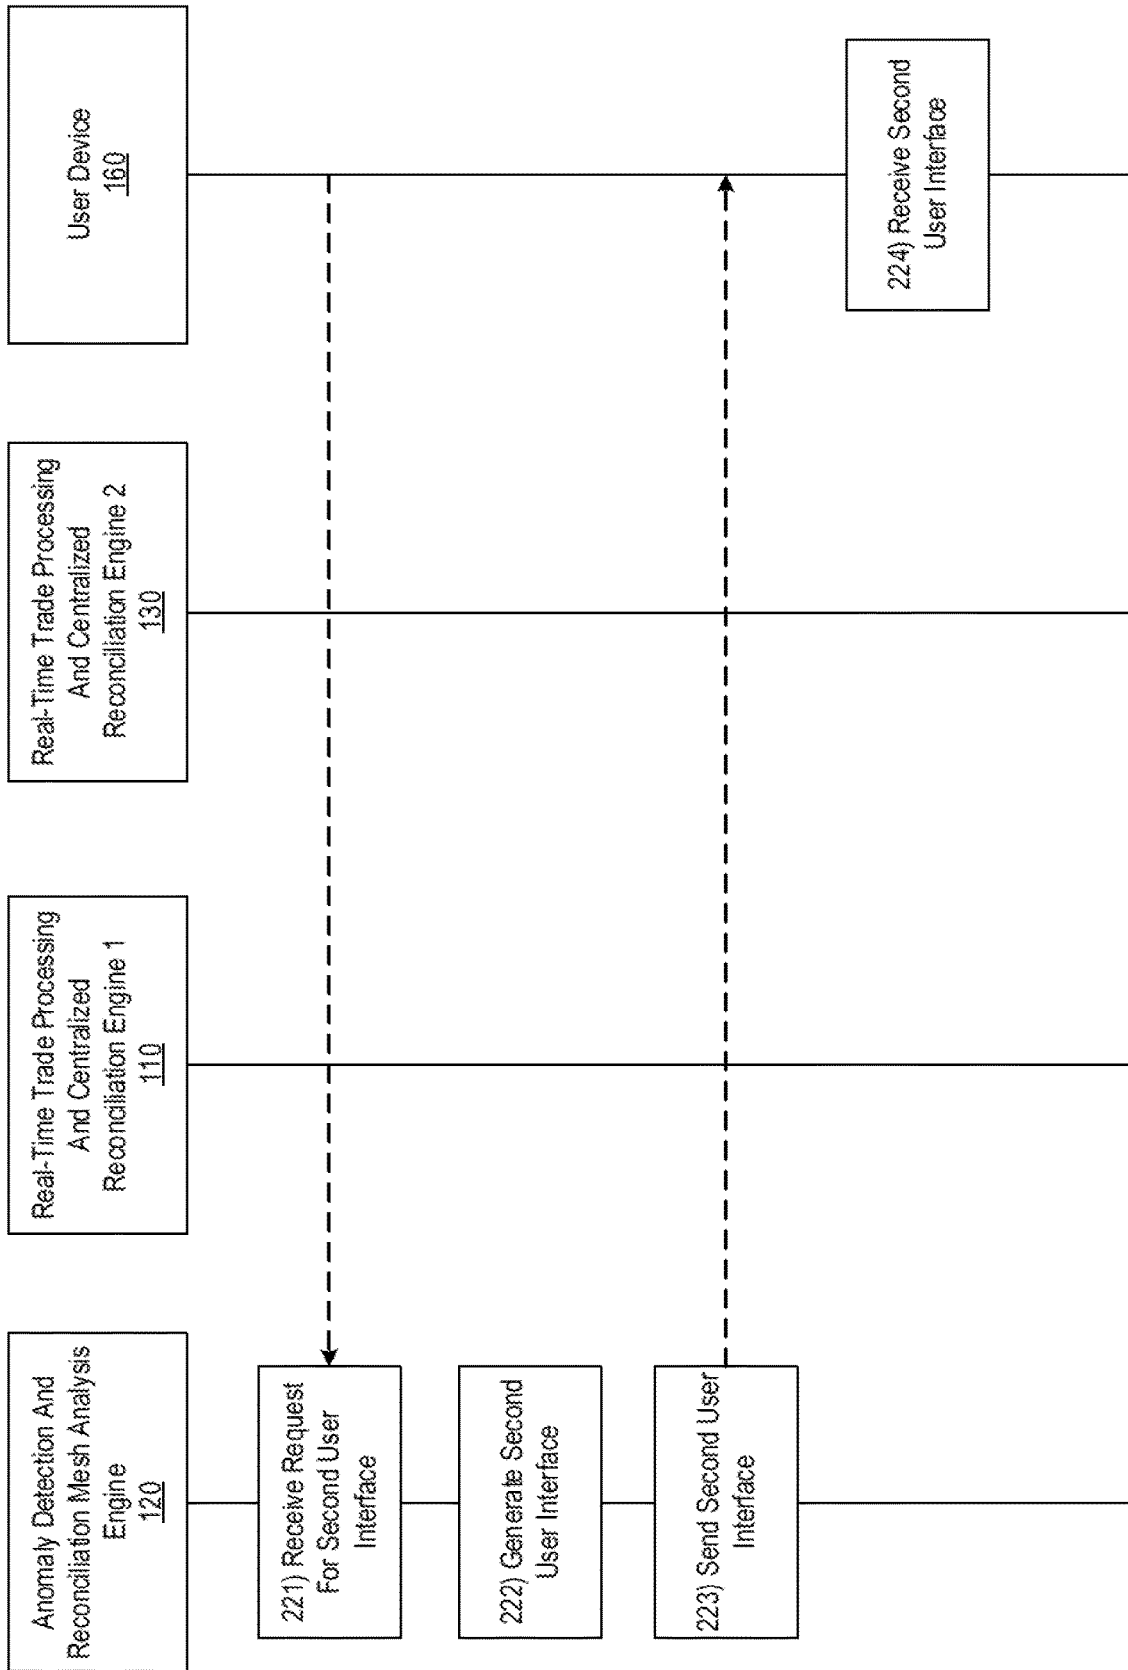 Anomaly Detection And
Reconciliation Mesh Analysis
Engine
120
Real-Time Trade Processing
And Centralized
Reconciliation Engine 1
110
Real-Time Trade Processing
And Centralized
Reconciliation Engine 2
130
User Device
160
221) Receive Request
For Second User
Interface
222) Generate Second
User Interface
223) Send Second User
Interface
224) Receive Second
User Interface